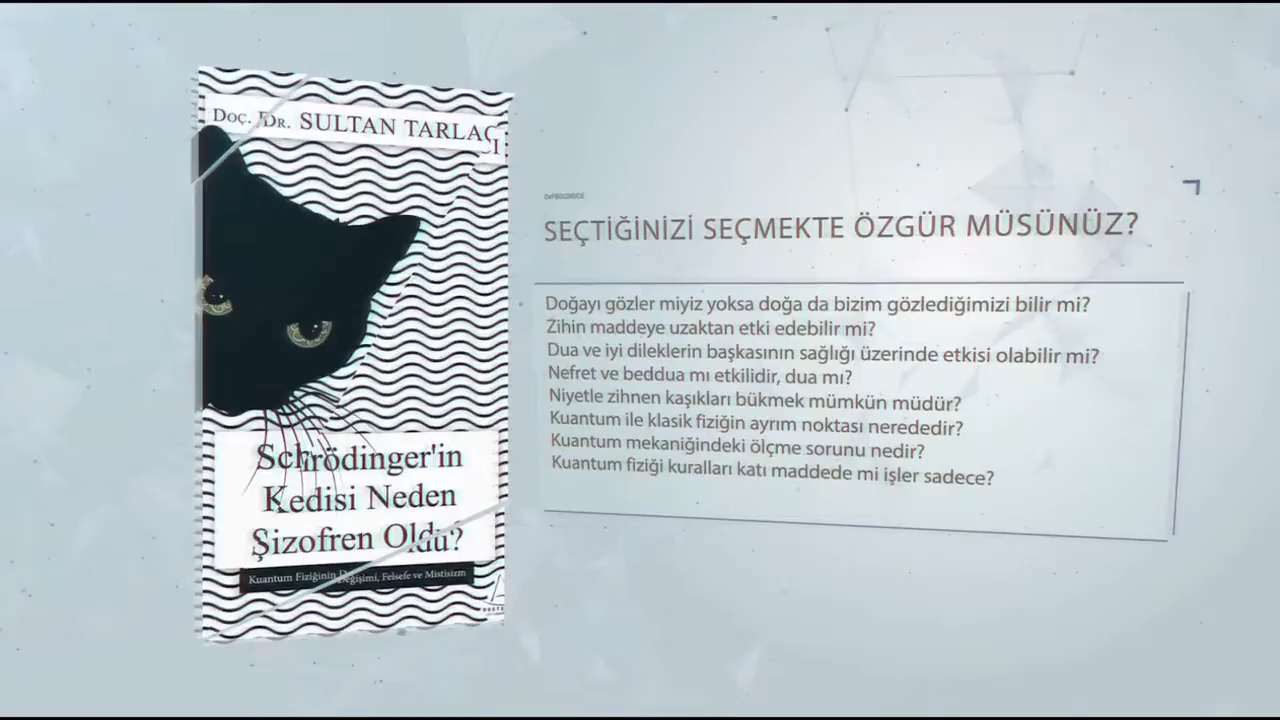 Doç. Dr. SULTAN TARLACI
Schrödinger'in
Kedisi Neden
Şizofren Oldu?
Kuantum Fiziğinin Değişimi, Felsefe ve Mistisizm
SEÇTİĞİNİZİ SEÇMEKTE ÖZGÜR MÜSÜNÜZ?
Doğayı gözler miyiz yoksa doğa da bizim gözlediğimizi bilir mi?
Zihin maddeye uzaktan etki edebilir mi?
Dua ve iyi dileklerin başkasının sağlığı üzerinde etkisi olabilir mi?
Nefret ve beddua mı etkilidir, dua mı?
Niyetle zihnen kaşıkları bükmek mümkün müdür?
Kuantum ile klasik fiziğin ayrım noktası nerededir?
Kuantum mekaniğindeki ölçme sorunu nedir?
Kuantum fiziği kuralları katı maddede mi işler sadece?